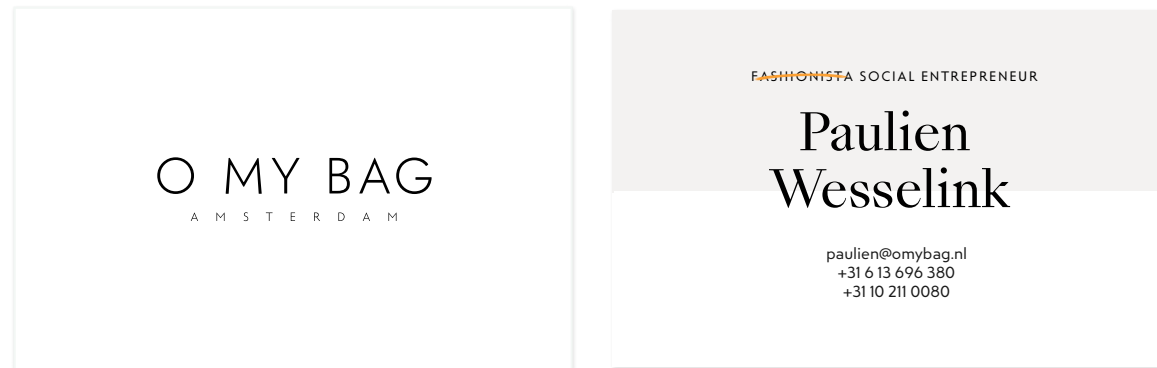 O MY BAG
AMSTERDAM
FASHIONISTA SOCIAL ENTREPRENEUR
Paulien
Wesselink
paulien@omybag.nl
+31 6 13 696 380
+31 10 211 0080